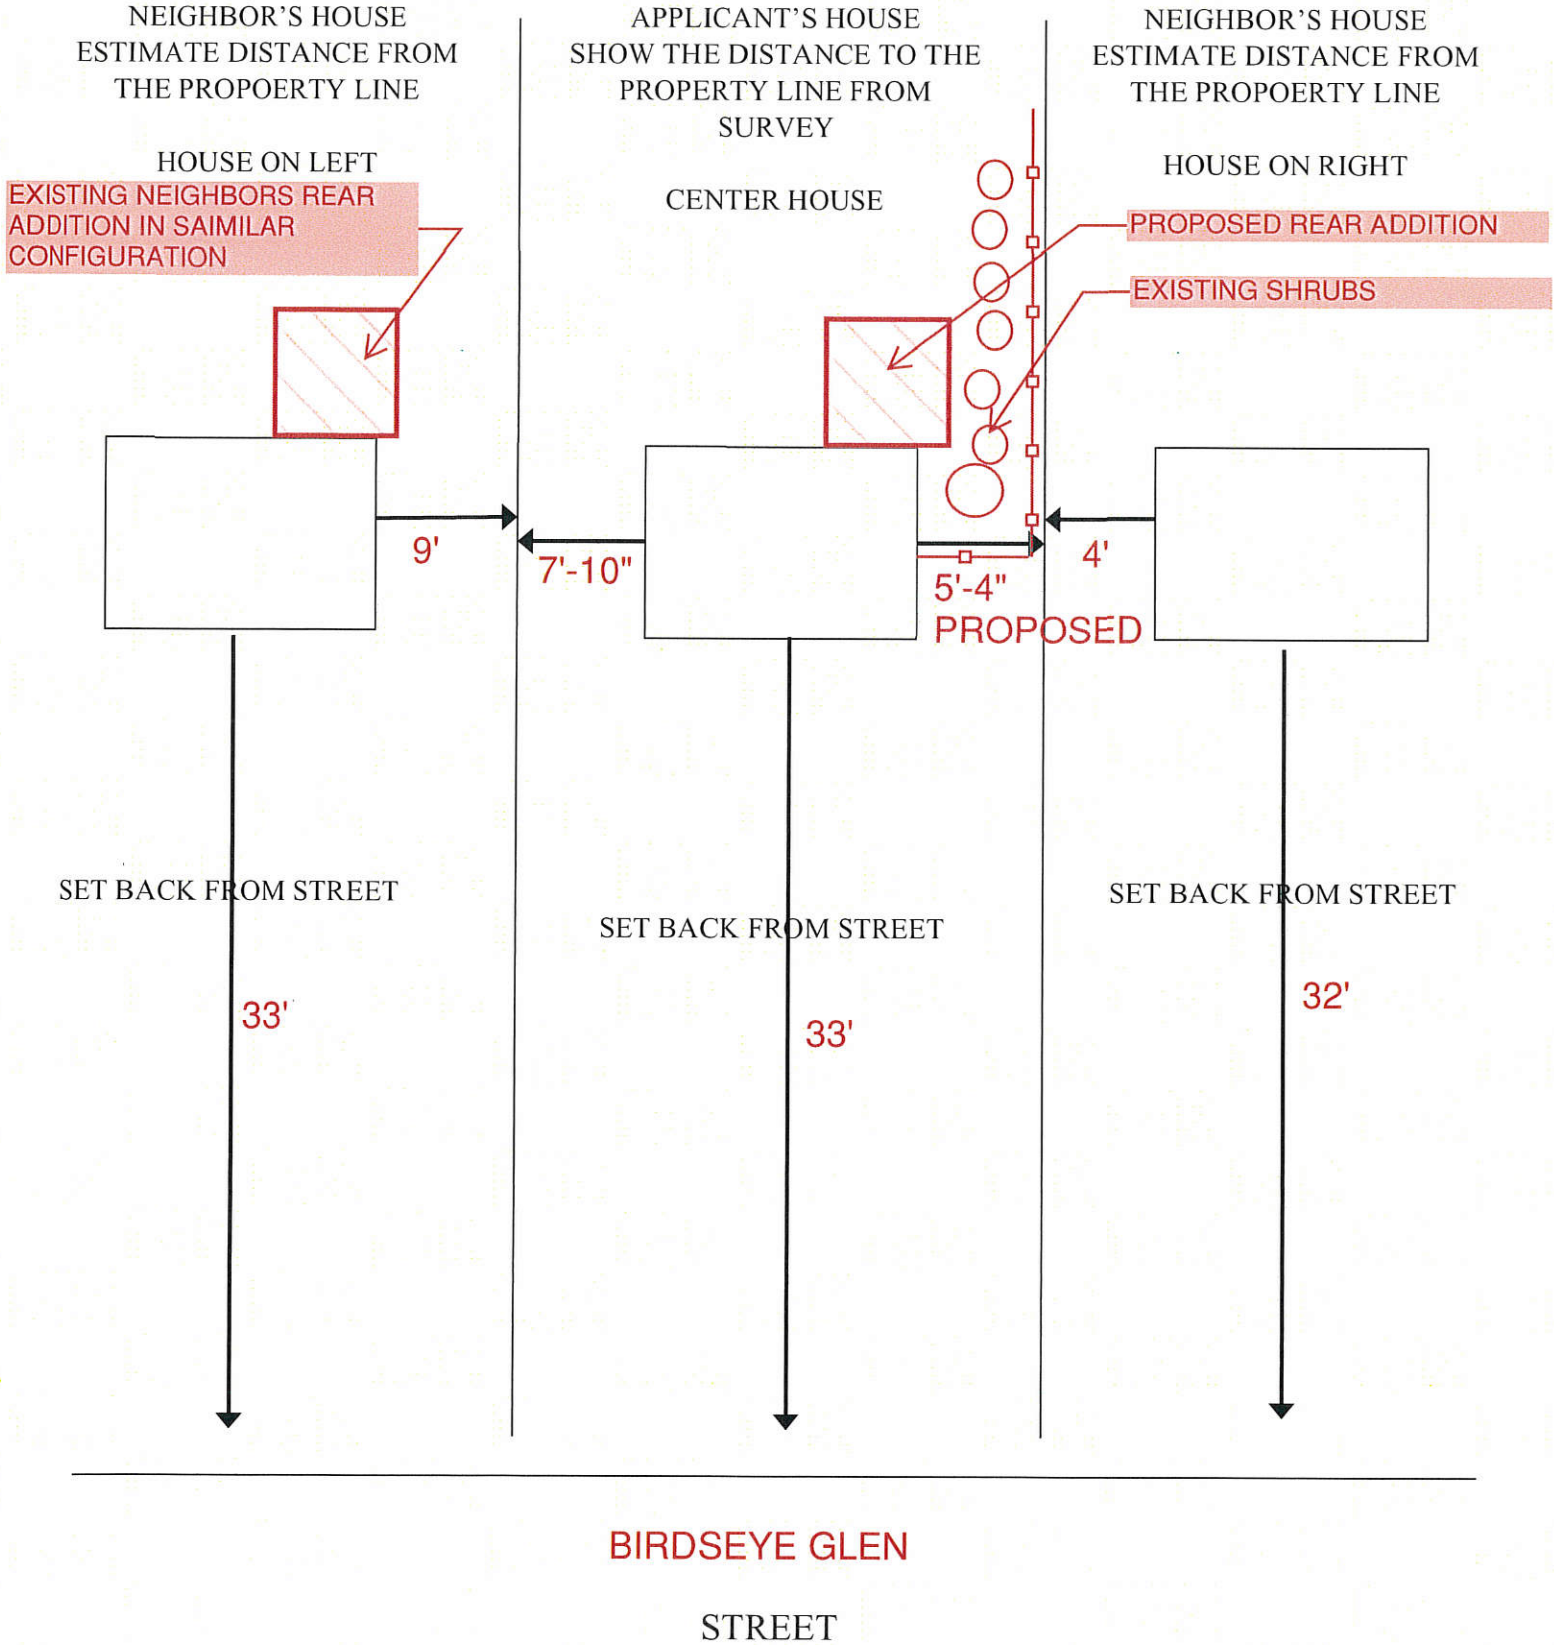 NEIGHBOR'S HOUSE
ESTIMATE DISTANCE FROM
THE PROPOERTY LINE
HOUSE ON LEFT
EXISTING NEIGHBORS REAR
ADDITION IN SAIMILAR
CONFIGURATION
APPLICANT'S HOUSE
SHOW THE DISTANCE TO THE
PROPERTY LINE FROM
SURVEY
CENTER HOUSE
NEIGHBOR'S HOUSE
ESTIMATE DISTANCE FROM
THE PROPOERTY LINE
HOUSE ON RIGHT
PROPOSED REAR ADDITION
EXISTING SHRUBS
9'
7'-10"
5'-4"
PROPOSED
4'
SET BACK FROM STREET
SET BACK FROM STREET
SET BACK FROM STREET
33'
33'
32'
BIRDSEYE GLEN
STREET